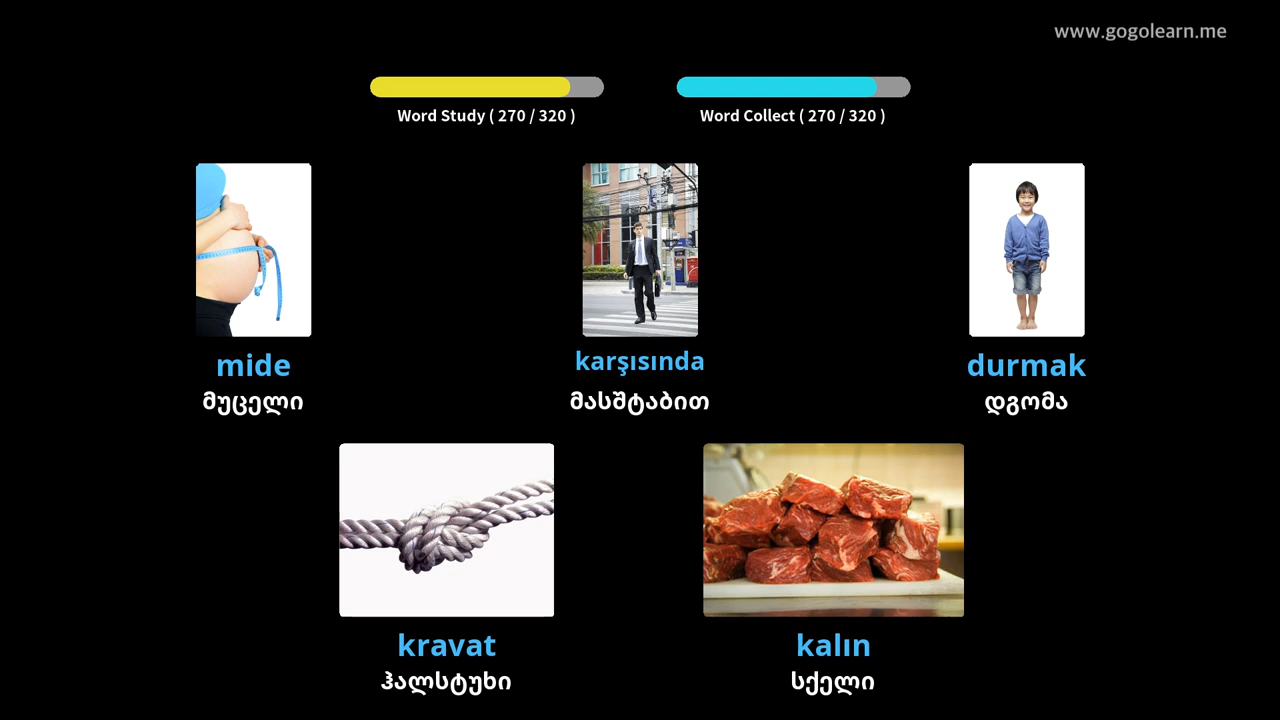 www.gogolearn.me
Word Study ( 270 / 320 )
Word Collect ( 270 / 320 )
mide
მუცელი
karşısında
მასშტაბით
durmak
დგომა
kravat
ჰალსტუხი
kalın
სქელი